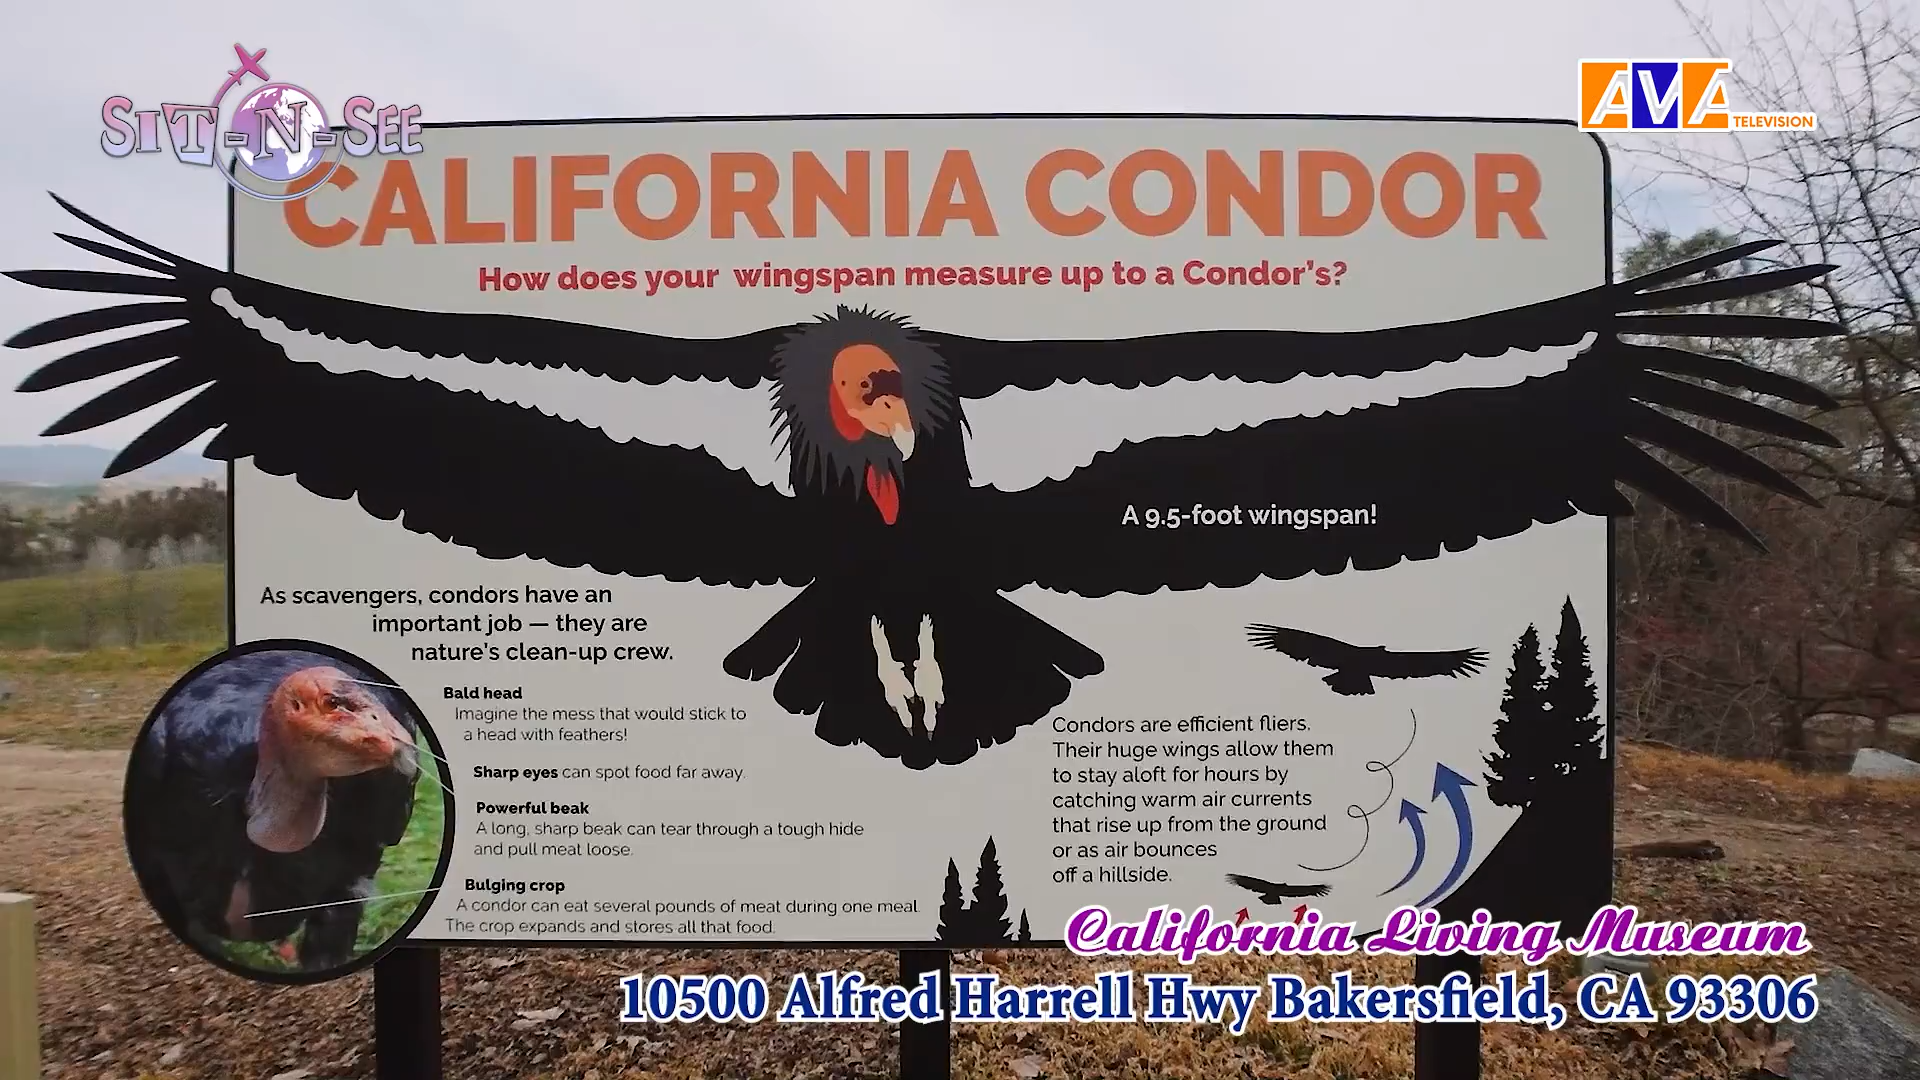 SIT-N-SEE
AVA
TELEVISION
CALIFORNIA CONDOR
How does your wingspan measure up to a Condor's?
A 9.5-foot wingspan!
As scavengers, condors have an
important job — they are
nature's clean-up crew.
Bald head
Imagine the mess that would stick to
a head with feathers!
Sharp eyes can spot food far away.
Powerful beak
A long, sharp beak can tear through a tough hide
and pull meat loose.
Bulging crop
A condor can eat several pounds of meat during one meal.
The crop expands and stores all that food.
Condors are efficient fliers.
Their huge wings allow them
to stay aloft for hours by
catching warm air currents
that rise up from the ground
or as air bounces
off a hillside.
California Living Museum
10500 Alfred Harrell Hwy Bakersfield, CA 93306